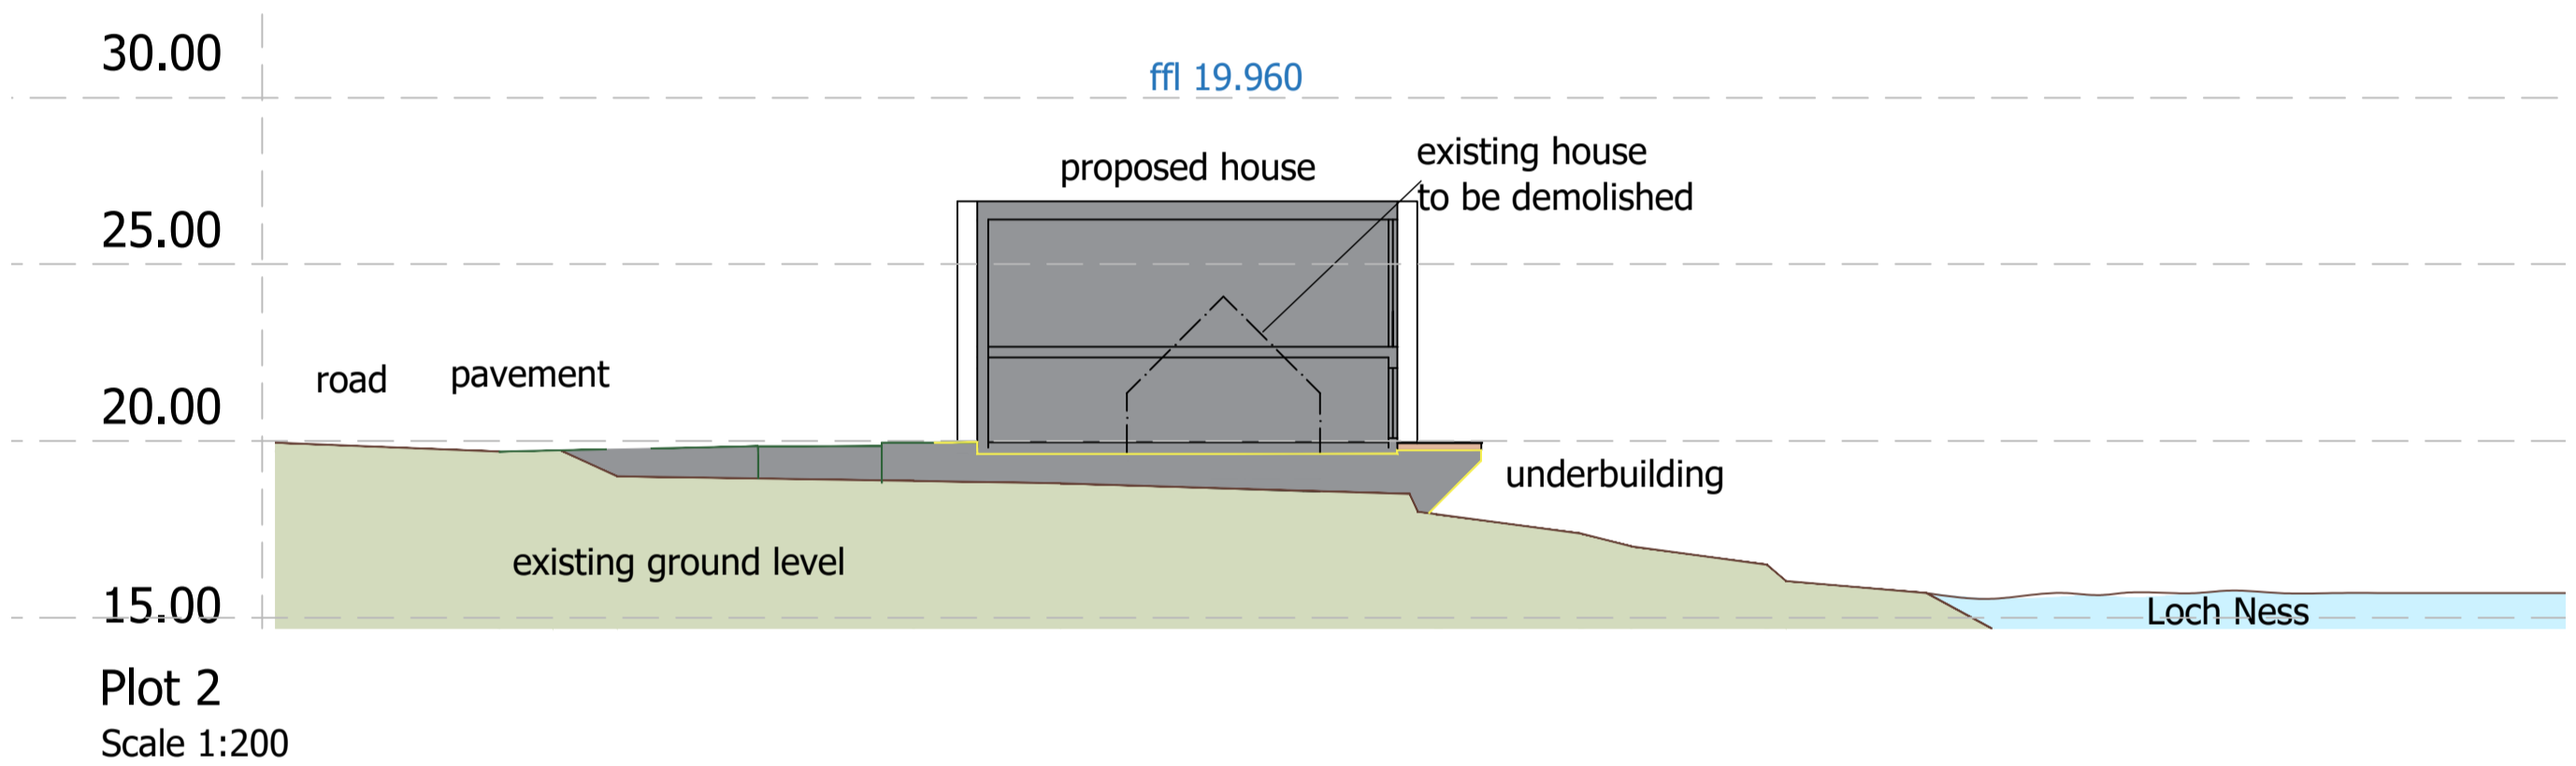 30.00
ffl 19.960
existing house
to be demolished
proposed house
25.00
road
pavement
20.00
underbuilding
existing ground level
15.00
Loch Ness
Plot 2
Scale 1:200